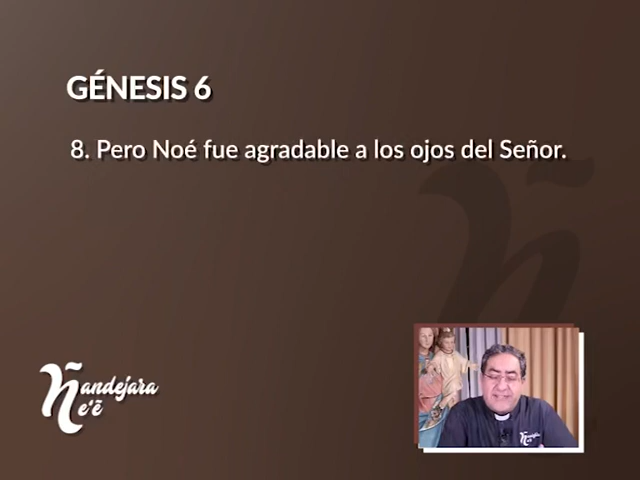 GÉNESIS 6
8. Pero Noé fue agradable a los ojos del Señor.
Ñandejara
Ñe'ẽ